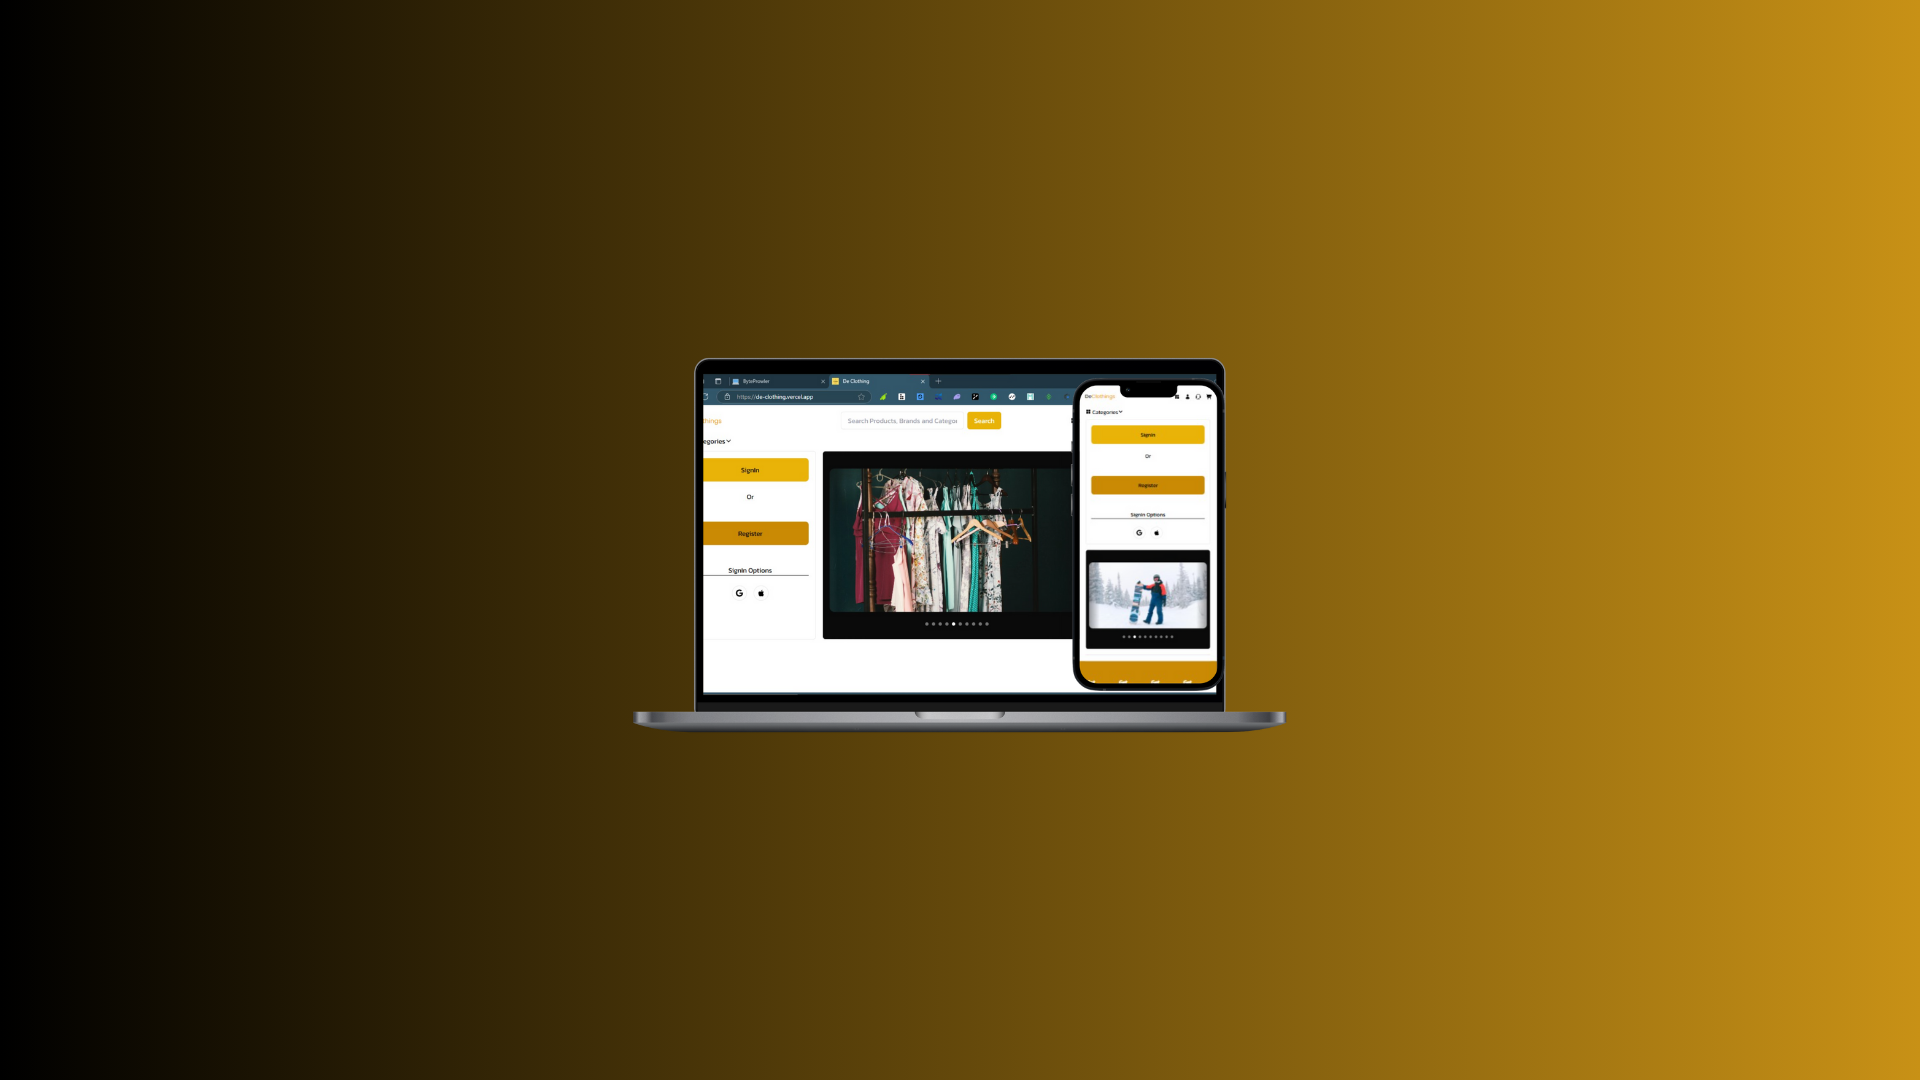 ByteProwler
De Clothing
https://de-clothing.vercel.app
things
Search Products, Brands and Categor
Search
egories
SignIn
Or
Register
SignIn Options
DeClothings
Categories
SignIn
Or
Register
SignIn Options